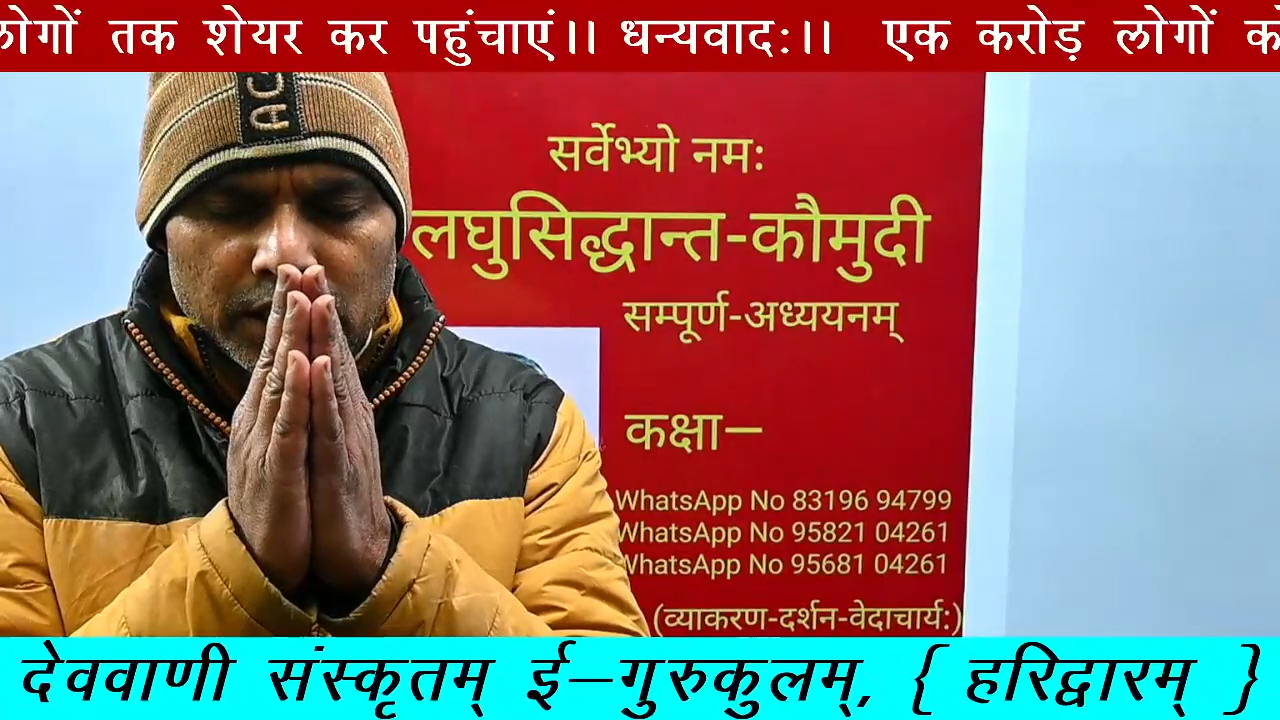 लोगों तक शेयर कर पहुंचाएं।। धन्यवादः।। एक करोड़ लोगों को
सर्वेभ्यो नमः
लघुसिद्धान्त-कौमुदी
सम्पूर्ण-अध्ययनम्
कक्षा–
WhatsApp No 83196 94799
WhatsApp No 95821 04261
WhatsApp No 95681 04261
(व्याकरण-दर्शन-वेदाचार्यः)
देववाणी संस्कृतम् ई–गुरुकुलम्, { हरिद्वारम् }